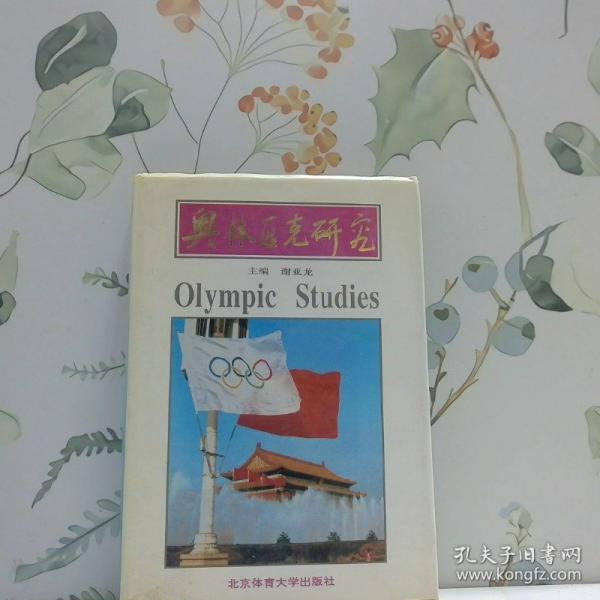 奥林匹克研究
主编 谢亚龙
Olympic Studies
北京体育大学出版社
孔夫子旧书网
www.kongfz.com